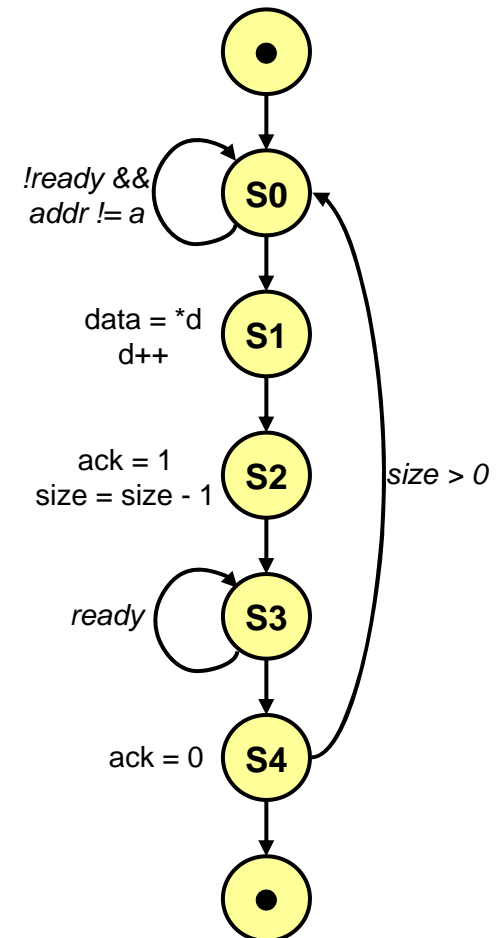 !ready &&
addr != a
S0
data = *d
d++
S1
ack = 1
size = size - 1
S2
size > 0
ready
S3
ack = 0
S4